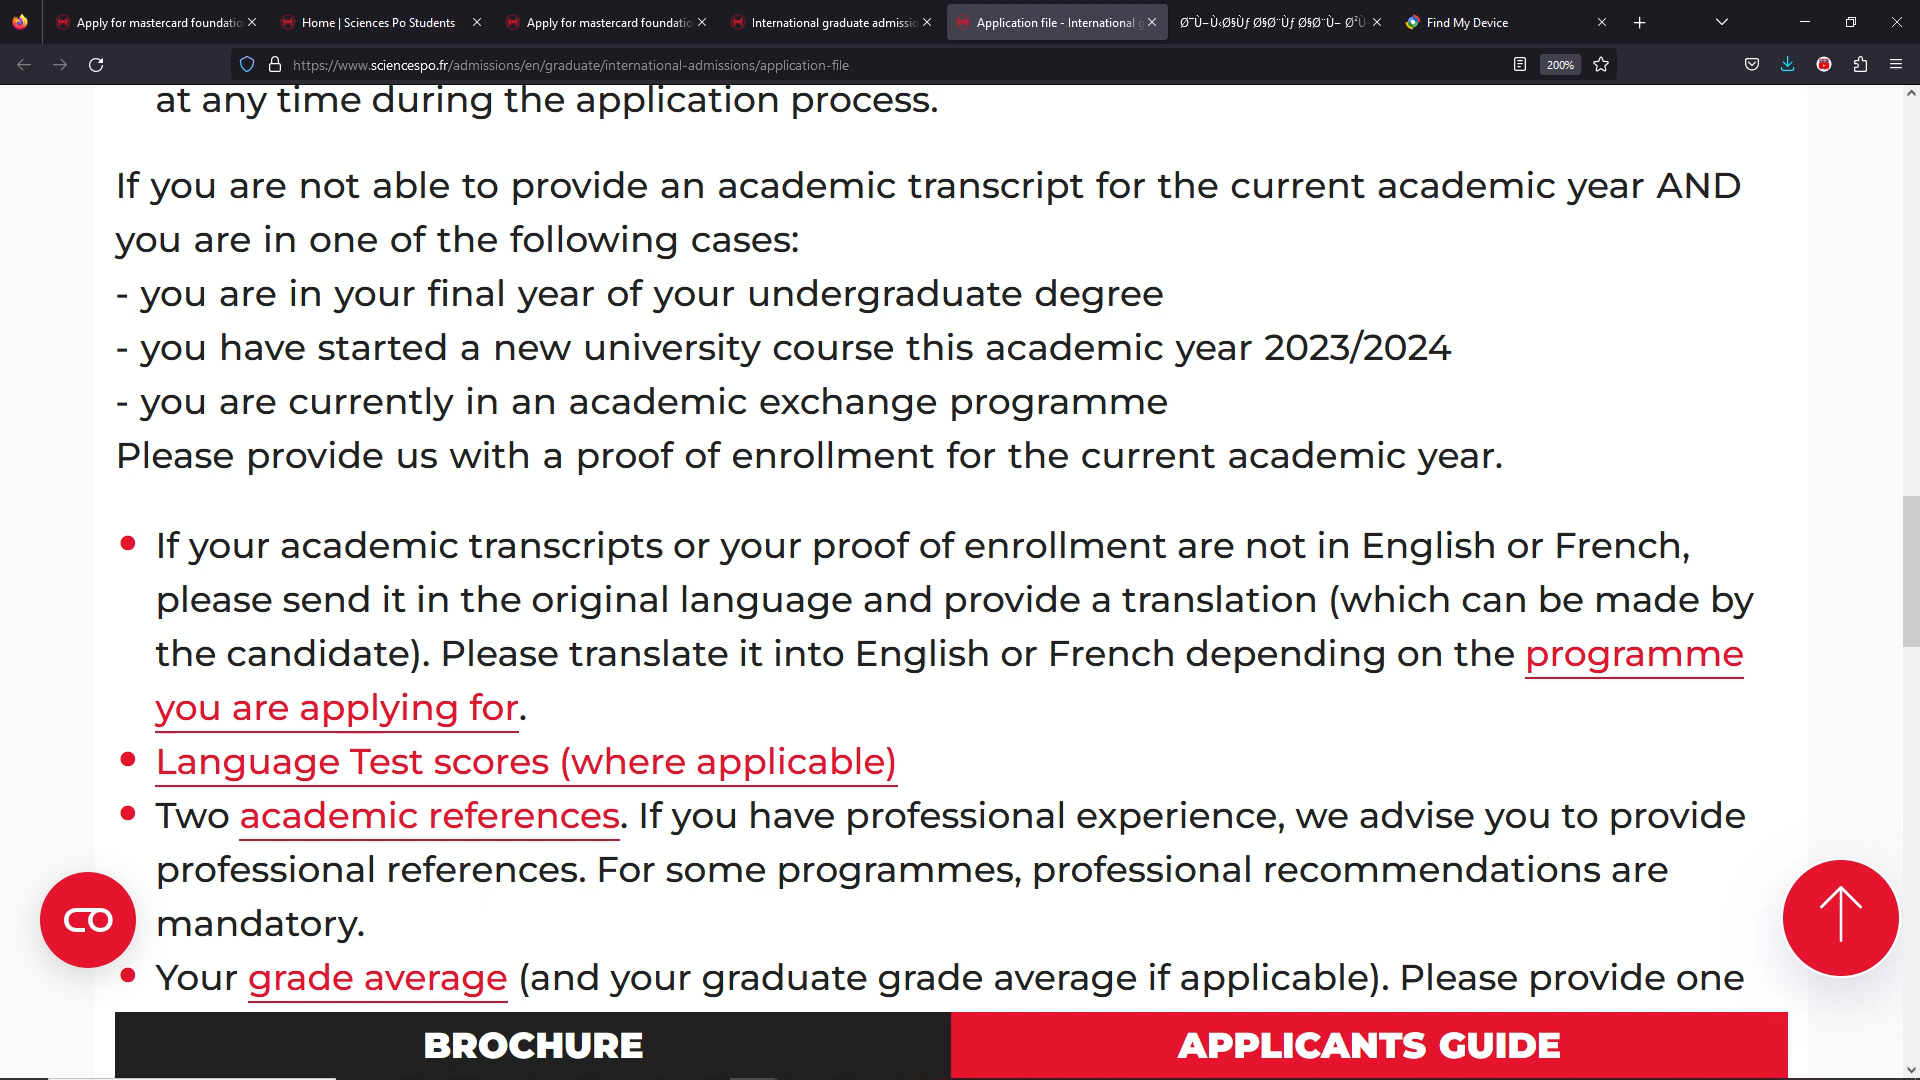 Apply for mastercard foundatio
Home | Sciences Po Students
Apply for mastercard foundatio
International graduate admissio
Application file - International g
Find My Device
https://www.sciencespo.fr/admissions/en/graduate/international-admissions/application-file
200%
at any time during the application process.
If you are not able to provide an academic transcript for the current academic year AND
you are in one of the following cases:
- you are in your final year of your undergraduate degree
- you have started a new university course this academic year 2023/2024
- you are currently in an academic exchange programme
Please provide us with a proof of enrollment for the current academic year.
If your academic transcripts or your proof of enrollment are not in English or French,
please send it in the original language and provide a translation (which can be made by
the candidate). Please translate it into English or French depending on the programme
you are applying for.
Language Test scores (where applicable)
Two academic references. If you have professional experience, we advise you to provide
professional references. For some programmes, professional recommendations are
mandatory.
Your grade average (and your graduate grade average if applicable). Please provide one
BROCHURE
APPLICANTS GUIDE